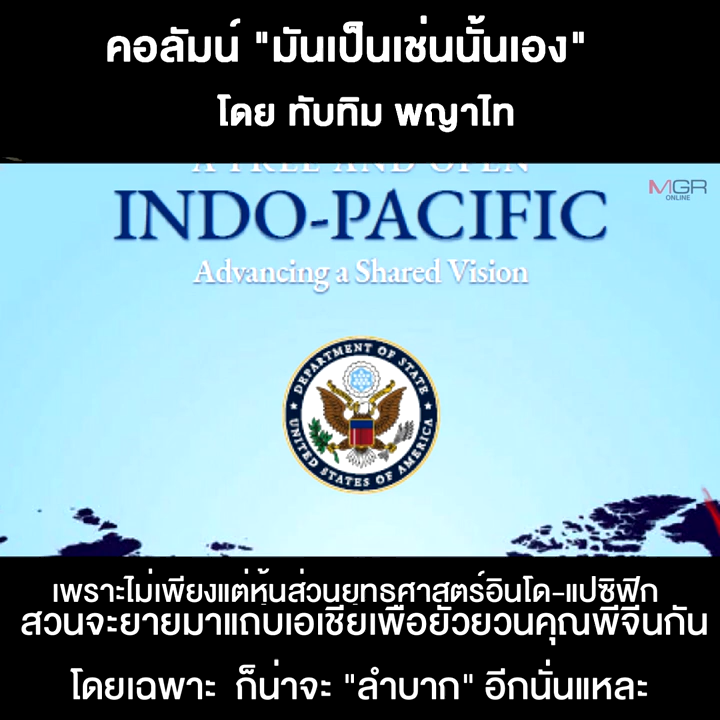 คอลัมน์ "มันเป็นเช่นนั้นเอง"
โดย ทับทิม พญาไท
A FREE AND OPEN
INDO-PACIFIC
MGR
ONLINE
Advancing a Shared Vision
DEPARTMENT OF STATE
UNITED STATES OF AMERICA
เพราะไม่เพียงแต่หุ้นส่วนยุทธศาสตร์อินโด-แปซิฟิก
สวนจะยายมาแถบเอเชียเพื่อยั่วยวนคุณพี่จีนกัน
โดยเฉพาะ ก็น่าจะ "ลำบาก" อีกนั่นแหละ